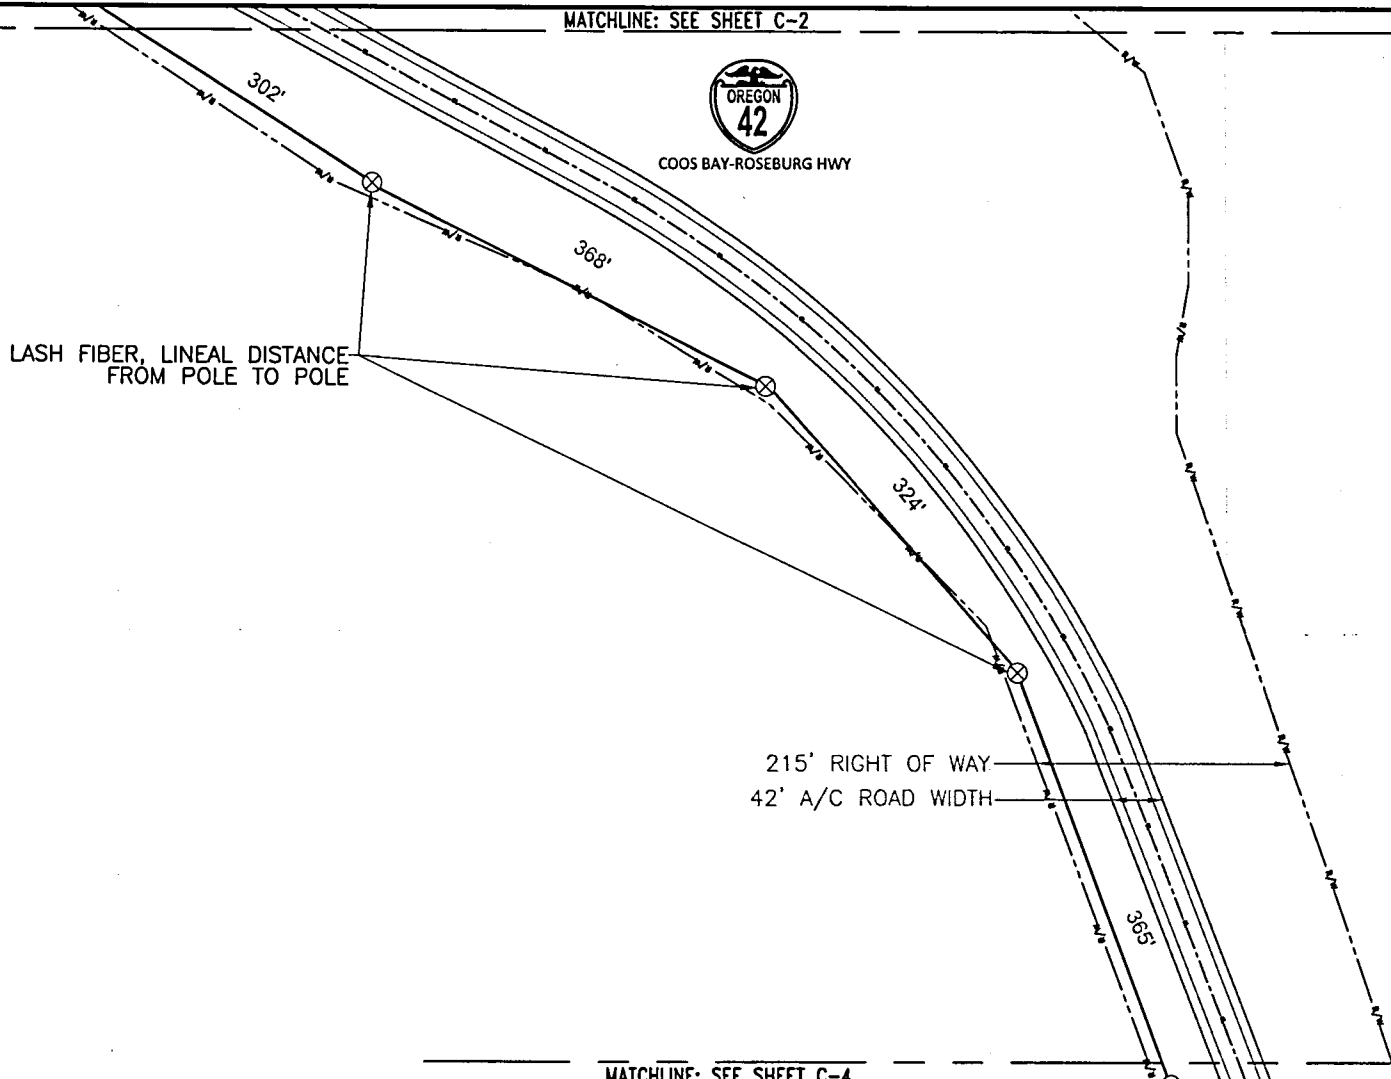 MATCHLINE: SEE SHEET C-2
302'
OREGON
42
COOS BAY-ROSEBURG HWY
368'
LASH FIBER, LINEAL DISTANCE
FROM POLE TO POLE
324'
215' RIGHT OF WAY
42' A/C ROAD WIDTH
365'
MATCHLINE: SEE SHEET C-4